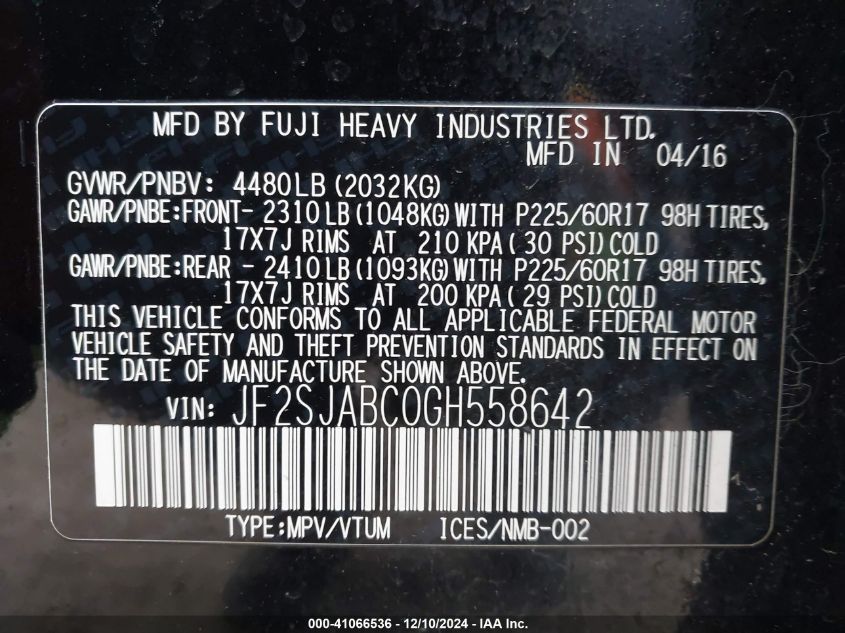 MFD BY FUJI HEAVY INDUSTRIES LTD.
MFD IN 04/16
GVWR/PNBV: 4480LB (2032KG)
GAWR/PNBE:FRONT- 2310LB (1048KG) WITH P225/60R17 98H TIRES,
17X7J RIMS AT 210 KPA ( 30 PSI) COLD
GAWR/PNBE:REAR - 2410LB (1093KG) WITH P225/60R17 98H TIRES,
17X7J RIMS AT 200 KPA ( 29 PSI) COLD
THIS VEHICLE CONFORMS TO ALL APPLICABLE FEDERAL MOTOR
VEHICLE SAFETY AND THEFT PREVENTION STANDARDS IN EFFECT ON
THE DATE OF MANUFACTURE SHOWN ABOVE.
VIN: JF2SJABC0GH558642
TYPE:MPV/VTUM ICES/NMB-002
000-41066536 - 12/10/2024 - IAA Inc.